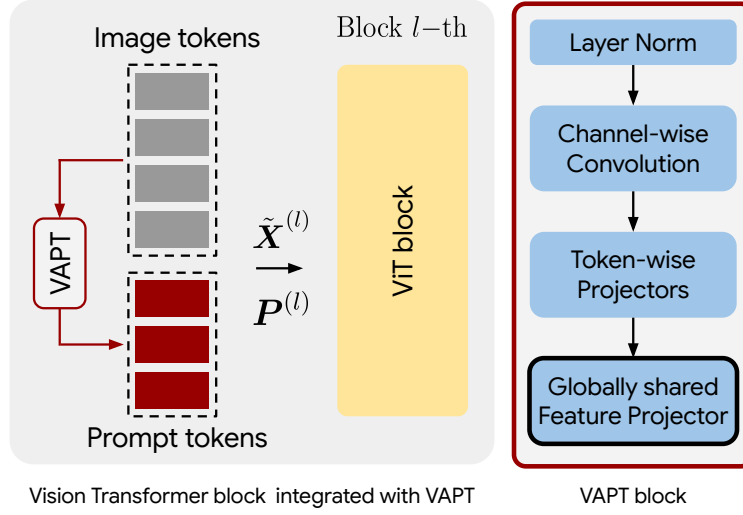 Image tokens
Block l−th
VAPT
X̃^(l)
P^(l)
ViT block
Prompt tokens
Vision Transformer block integrated with VAPT
Layer Norm
Channel-wise
Convolution
Token-wise
Projectors
Globally shared
Feature Projector
VAPT block